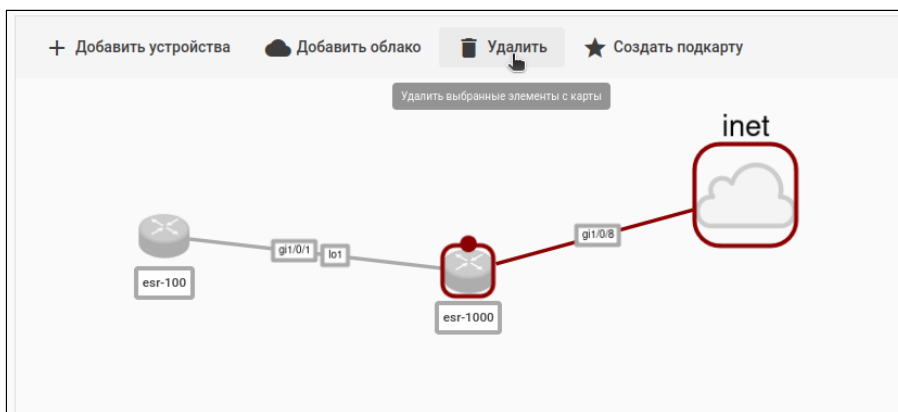 Добавить устройства Добавить облако Удалить Создать подкарту
Удалить выбранные элементы с карты
inet
gi1/0/8
gi1/0/1 lo1
esr-100
esr-1000